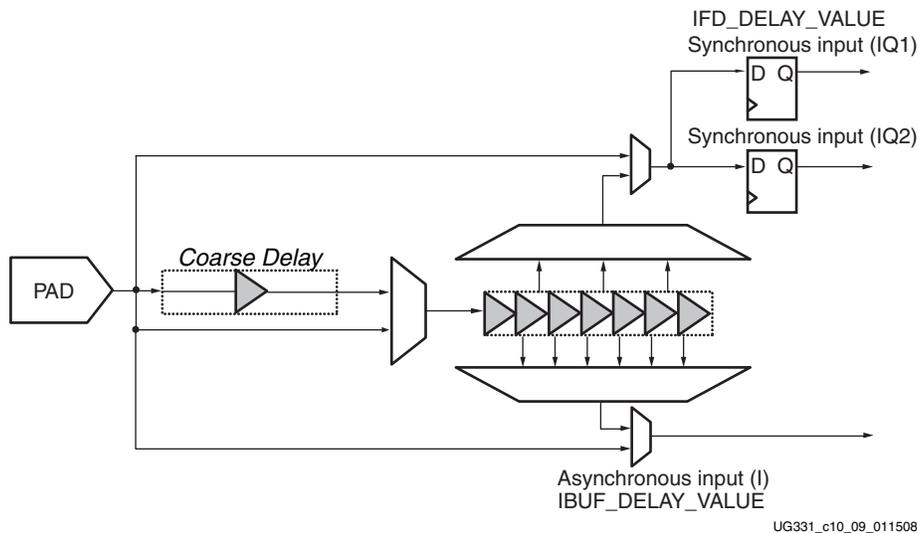 IFD_DELAY_VALUE
Synchronous input (IQ1)
D Q
Synchronous input (IQ2)
D Q
Coarse Delay
PAD
Asynchronous input (I)
IBUF_DELAY_VALUE
UG331_c10_09_011508